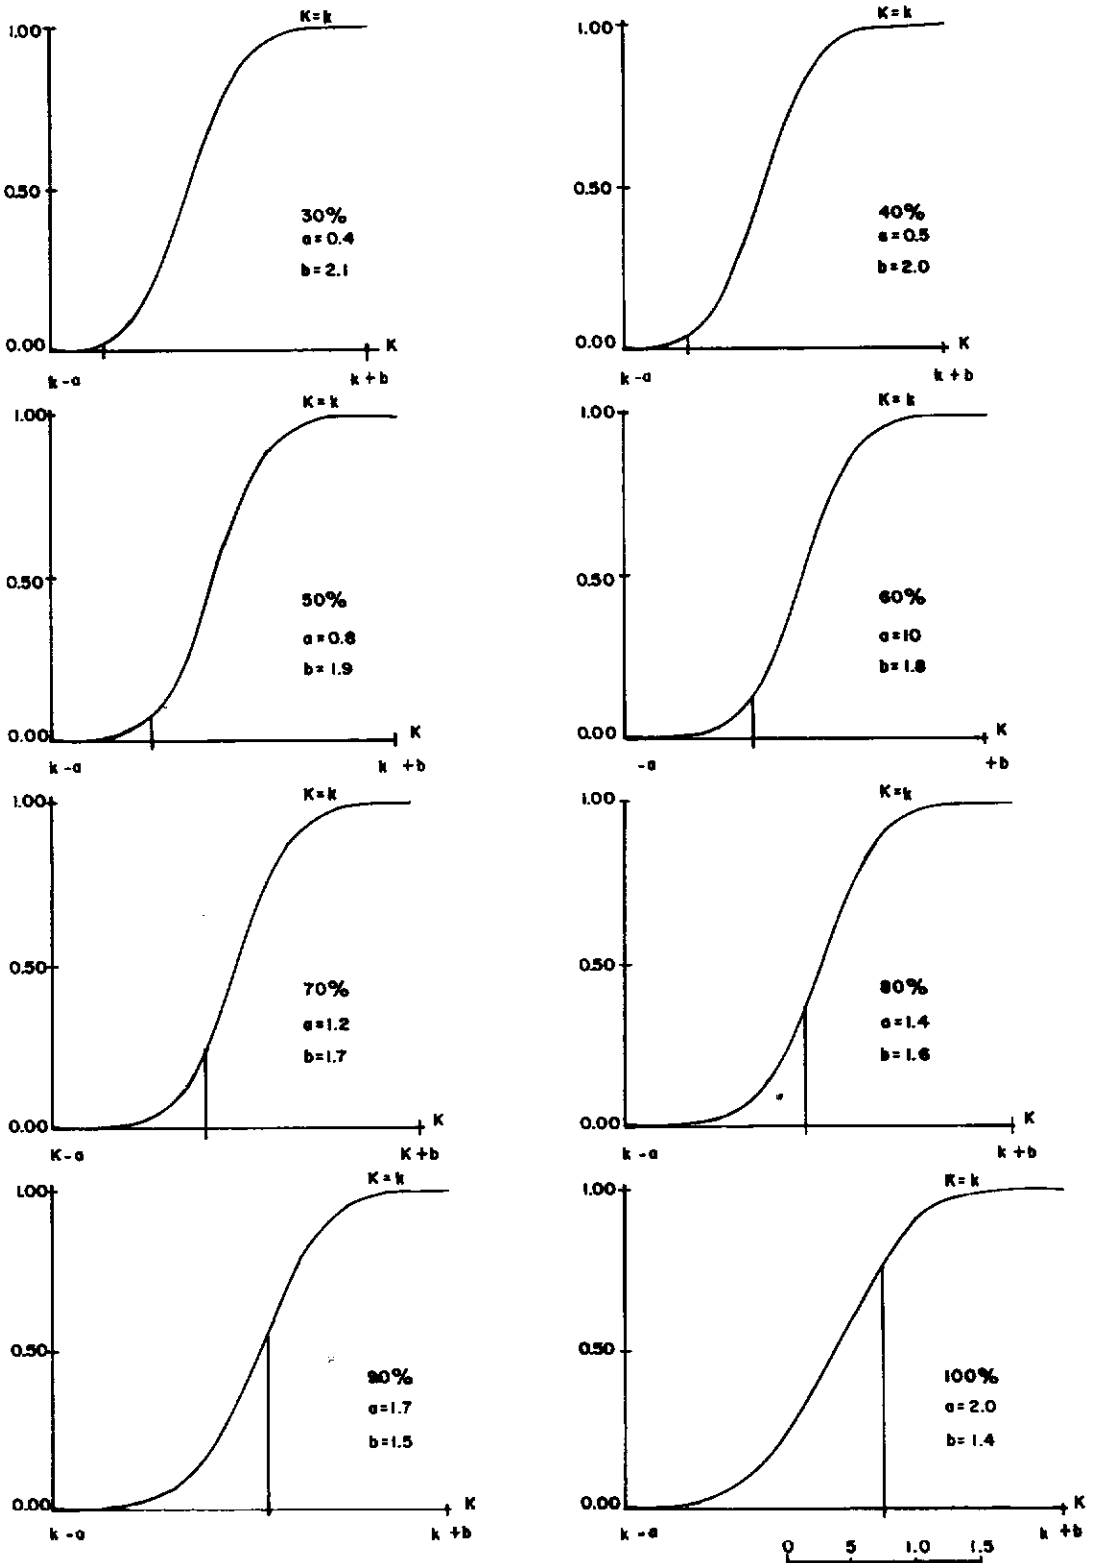 K=k
1.00
0.50
30%
a=0.4
b=2.1
0.00
K
k-a
k+b
K=k
1.00
0.50
40%
a=0.5
b=2.0
0.00
K
k-a
k+b
K=k
1.00
0.50
50%
a=0.8
b=1.9
0.00
K
k-a
k +b
K=k
1.00
0.50
60%
a=10
b=1.8
0.00
K
-a
+b
K=k
1.00
0.50
70%
a=1.2
b=1.7
0.00
K
K-a
K+b
K=k
1.00
0.50
80%
a=1.4
b=1.6
0.00
K
k-a
k+b
K=k
1.00
0.50
90%
a=1.7
b=1.5
0.00
K
k-a
k+b
K=k
1.00
0.50
100%
a=2.0
b=1.4
0.00
K
k-a
k+b
0 5 1.0 1.5